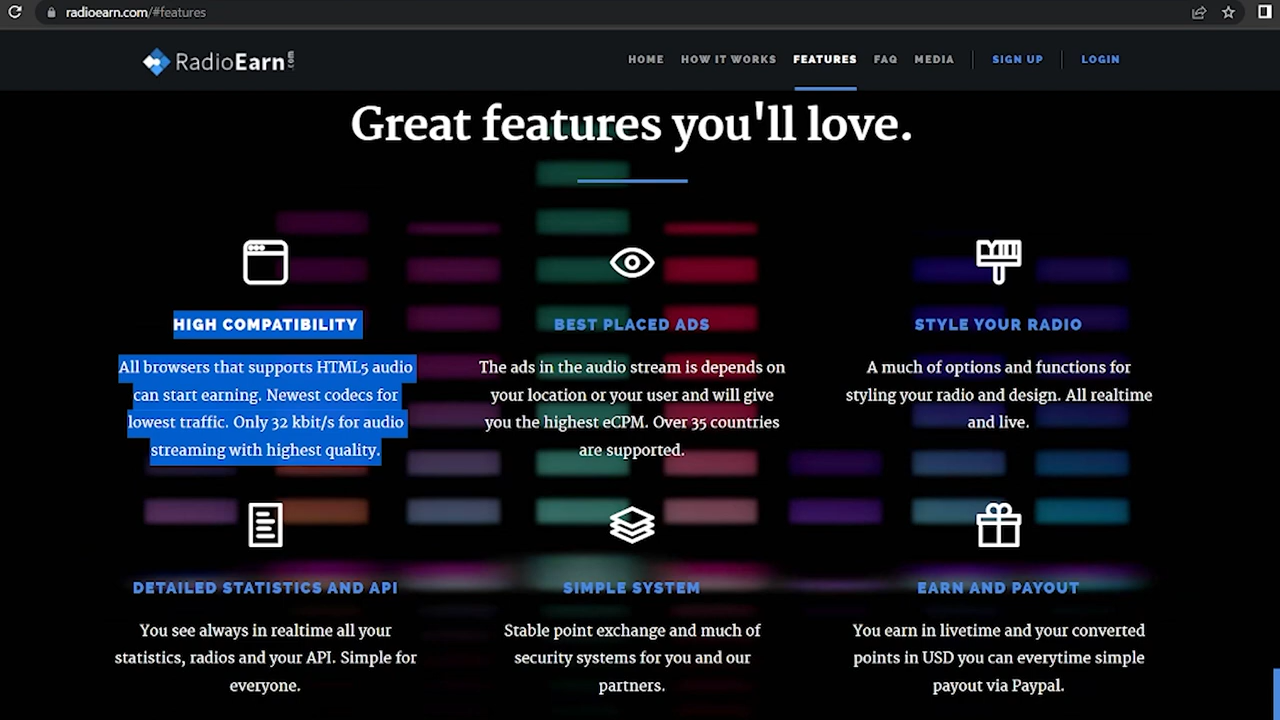 radioearn.com/#features
RadioEarn.com
HOME HOW IT WORKS FEATURES FAQ MEDIA SIGN UP LOGIN
Great features you'll love.
HIGH COMPATIBILITY
All browsers that supports HTML5 audio
can start earning. Newest codecs for
lowest traffic. Only 32 kbit/s for audio
streaming with highest quality.
BEST PLACED ADS
The ads in the audio stream is depends on
your location or your user and will give
you the highest eCPM. Over 35 countries
are supported.
STYLE YOUR RADIO
A much of options and functions for
styling your radio and design. All realtime
and live.
DETAILED STATISTICS AND API
You see always in realtime all your
statistics, radios and your API. Simple for
everyone.
SIMPLE SYSTEM
Stable point exchange and much of
security systems for you and our
partners.
EARN AND PAYOUT
You earn in livetime and your converted
points in USD you can everytime simple
payout via Paypal.